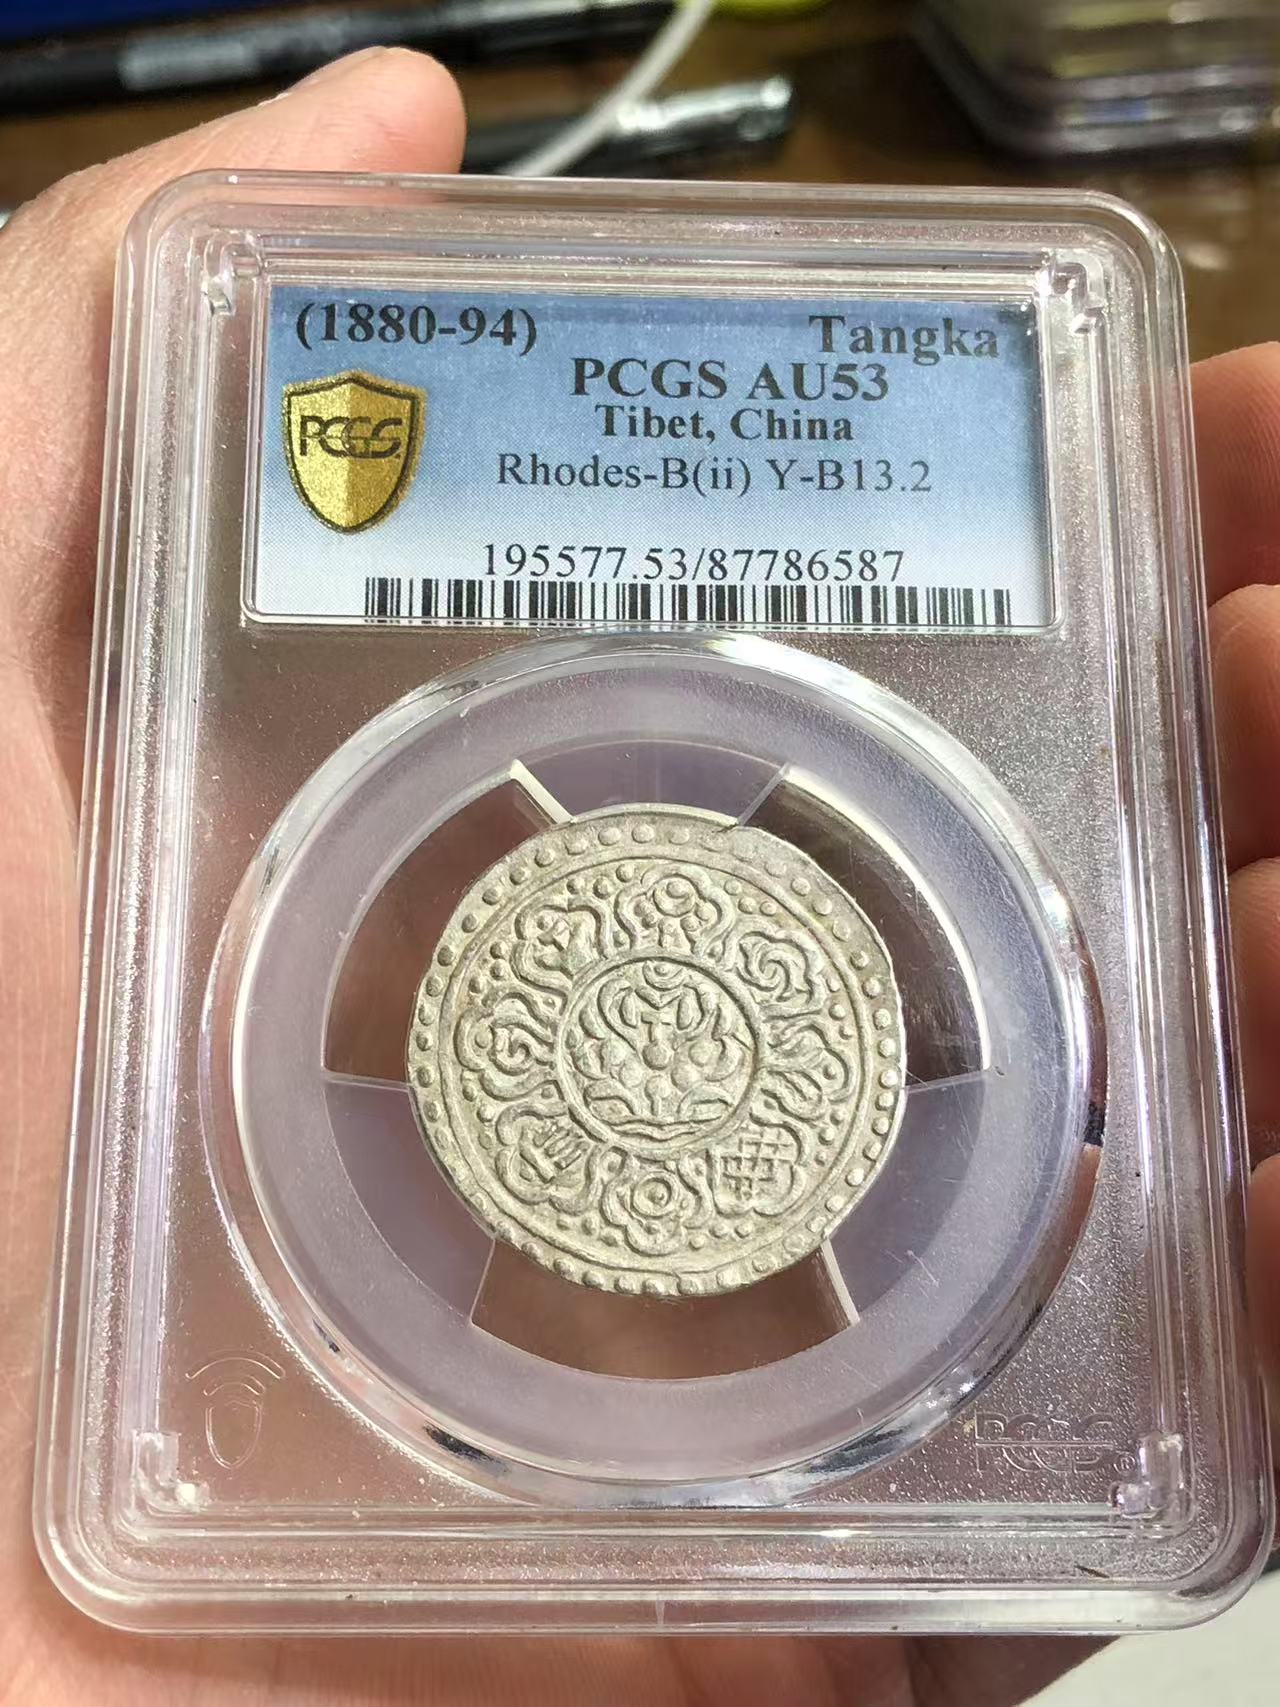 (1880-94) Tangka
PCGS AU53
Tibet, China
Rhodes-B(ii) Y-B13.2
195577.53/87786587
PCGS
PCGS®